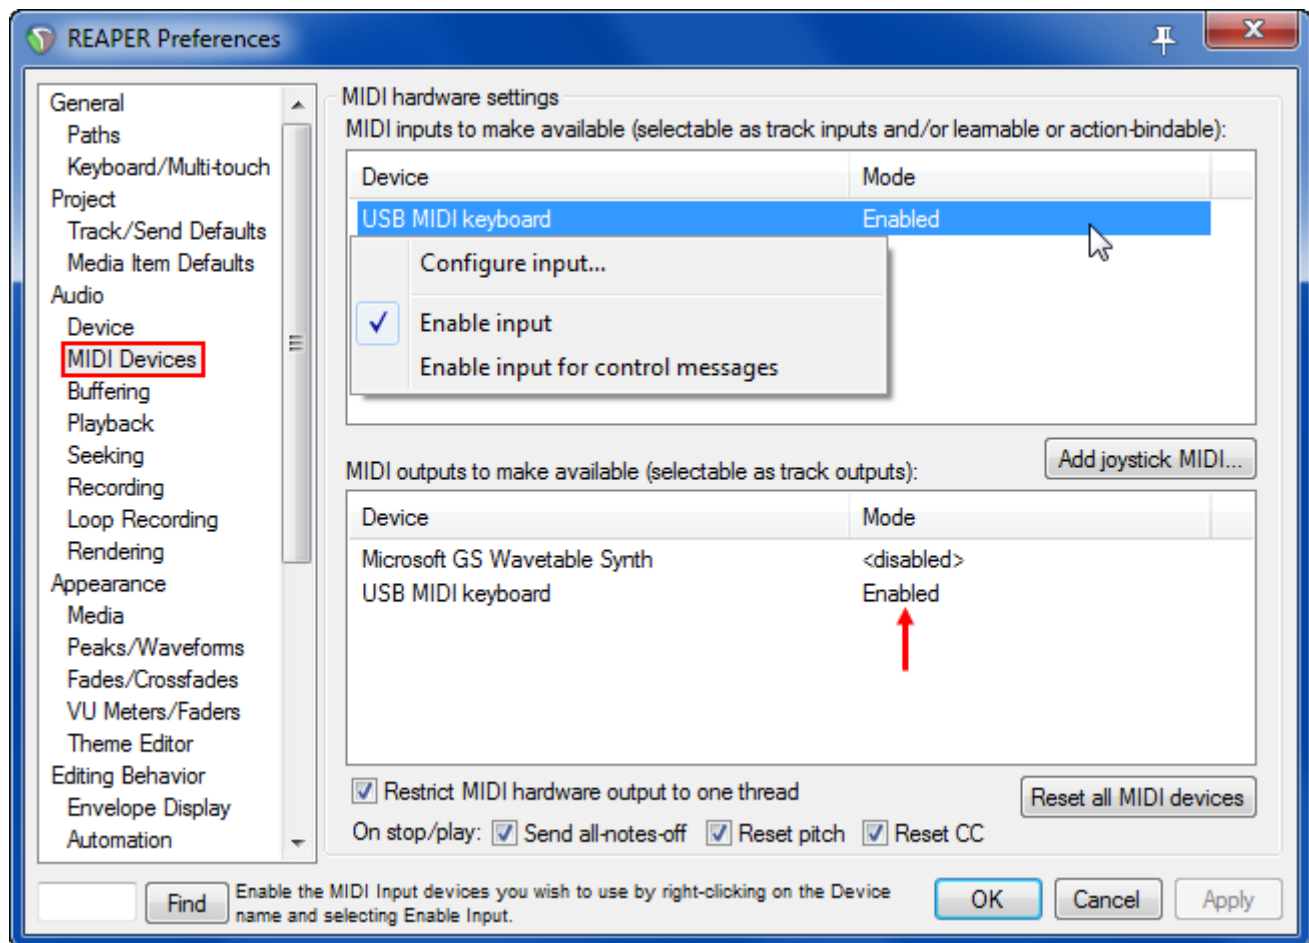 REAPER Preferences
General
Paths
Keyboard/Multi-touch
Project
Track/Send Defaults
Media Item Defaults
Audio
Device
MIDI Devices
Buffering
Playback
Seeking
Recording
Loop Recording
Rendering
Appearance
Media
Peaks/Waveforms
Fades/Crossfades
VU Meters/Faders
Theme Editor
Editing Behavior
Envelope Display
Automation
MIDI hardware settings
MIDI inputs to make available (selectable as track inputs and/or learnable or action-bindable):
Device Mode
USB MIDI keyboard Enabled
Configure input...
Enable input
Enable input for control messages
Add joystick MIDI...
MIDI outputs to make available (selectable as track outputs):
Device Mode
Microsoft GS Wavetable Synth <disabled>
USB MIDI keyboard Enabled
Restrict MIDI hardware output to one thread
Reset all MIDI devices
On stop/play: Send all-notes-off Reset pitch Reset CC
Find
Enable the MIDI Input devices you wish to use by right-clicking on the Device
name and selecting Enable Input.
OK Cancel Apply